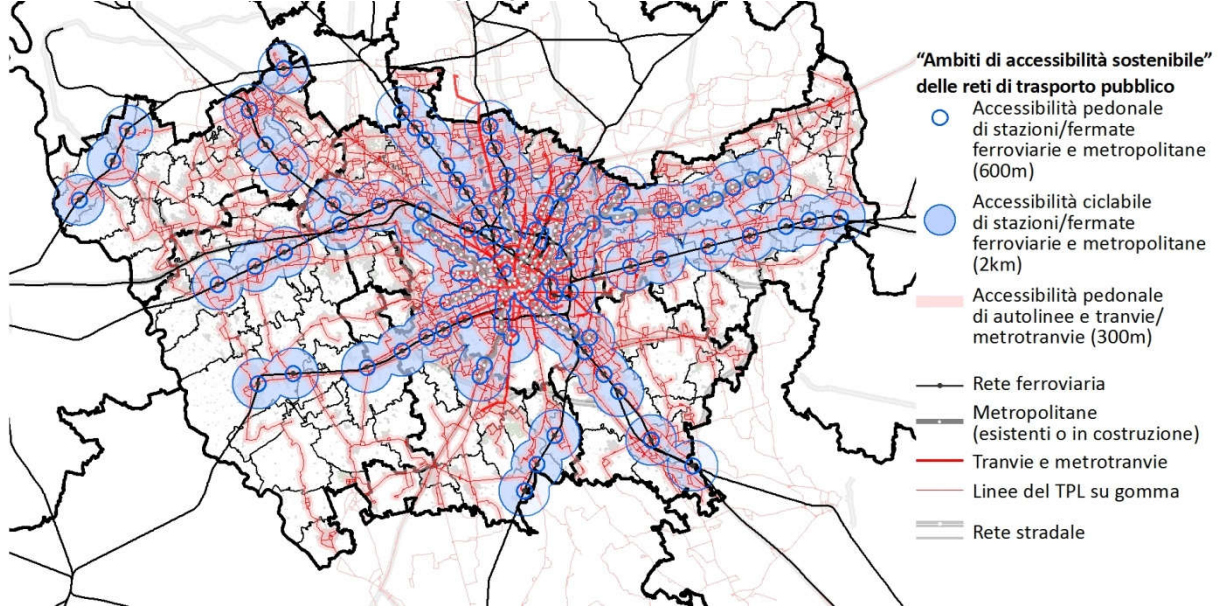 “Ambiti di accessibilità sostenibile”
delle reti di trasporto pubblico
Accessibilità pedonale
di stazioni/fermate
ferroviarie e metropolitane
(600m)
Accessibilità ciclabile
di stazioni/fermate
ferroviarie e metropolitane
(2km)
Accessibilità pedonale
di autolinee e tranvie/
metrotranvie (300m)
Rete ferroviaria
Metropolitane
(esistenti o in costruzione)
Tranvie e metrotranvie
Linee del TPL su gomma
Rete stradale